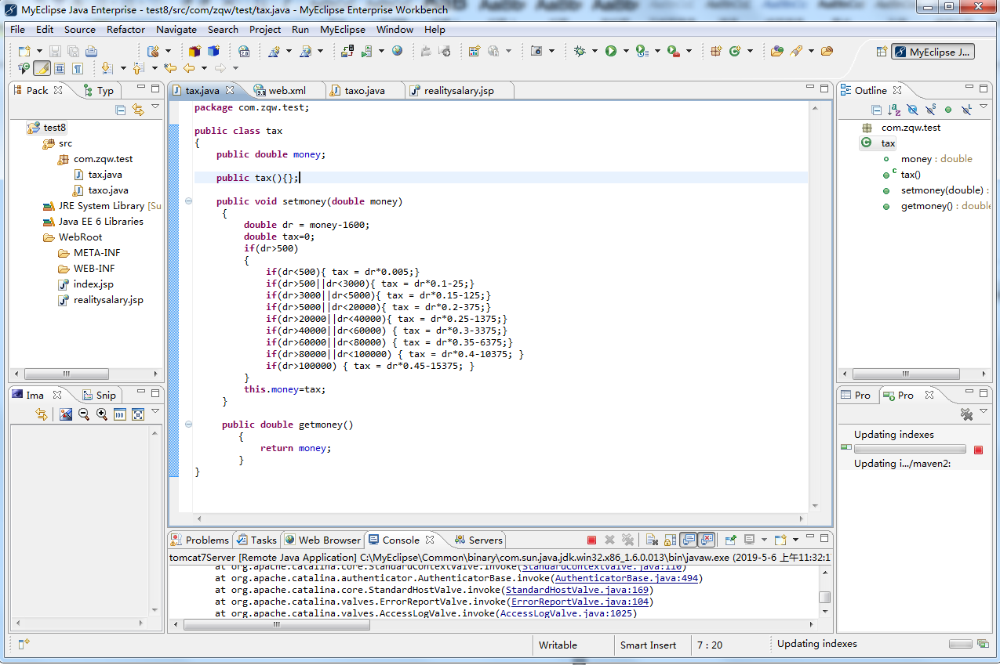 MyEclipse Java Enterprise - test8/src/com/zqw/test/tax.java - MyEclipse Enterprise Workbench
File Edit Source Refactor Navigate Search Project Run MyEclipse Window Help
MyEclipse J...
Pack Typ
test8
src
com.zqw.test
tax.java
taxo.java
JRE System Library [Su
Java EE 6 Libraries
WebRoot
META-INF
WEB-INF
index.jsp
realitysalary.jsp
Ima Snip
tax.java web.xml taxo.java realitysalary.jsp
package com.zqw.test;
public class tax
{
public double money;
public tax(){};
public void setmoney(double money)
{
double dr = money-1600;
double tax=0;
if(dr>500)
{
if(dr<500){ tax = dr*0.005;}
if(dr>500||dr<3000){ tax = dr*0.1-25;}
if(dr>3000||dr<5000){ tax = dr*0.15-125;}
if(dr>5000||dr<20000){ tax = dr*0.2-375;}
if(dr>20000||dr<40000){ tax = dr*0.25-1375;}
if(dr>40000||dr<60000) { tax = dr*0.3-3375;}
if(dr>60000||dr<80000) { tax = dr*0.35-6375;}
if(dr>80000||dr<100000) { tax = dr*0.4-10375; }
if(dr>100000) { tax = dr*0.45-15375; }
}
this.money=tax;
}
public double getmoney()
{
return money;
}
}
Outline
com.zqw.test
tax
money : double
tax()
setmoney(double) :
getmoney() : double
Pro Pro
Updating indexes
Updating i.../maven2:
Problems Tasks Web Browser Console Servers
tomcat7Server [Remote Java Application] C:\MyEclipse\Common\binary\com.sun.java.jdk.win32.x86_1.6.0.013\bin\javaw.exe (2019-5-6 上午11:32:1
at org.apache.catalina.core.StandardContextValve.invoke(StandardContextValve.java:110)
at org.apache.catalina.authenticator.AuthenticatorBase.invoke(AuthenticatorBase.java:494)
at org.apache.catalina.core.StandardHostValve.invoke(StandardHostValve.java:169)
at org.apache.catalina.valves.ErrorReportValve.invoke(ErrorReportValve.java:104)
at org.apache.catalina.valves.AccessLogValve.invoke(AccessLogValve.java:1025)
Writable Smart Insert 7 : 20 Updating indexes